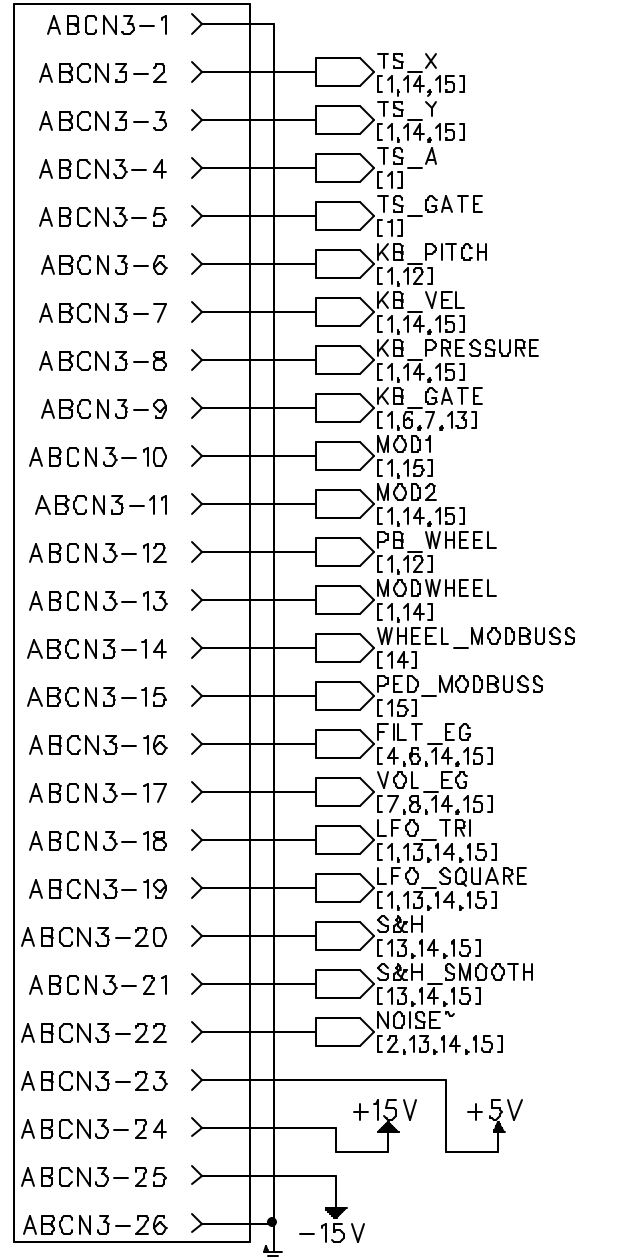 ABCN3-1
ABCN3-2 TS_X
[1,14,15]
ABCN3-3 TS_Y
[1,14,15]
ABCN3-4 TS_A
[1]
ABCN3-5 TS_GATE
[1]
ABCN3-6 KB_PITCH
[1,12]
ABCN3-7 KB_VEL
[1,14,15]
ABCN3-8 KB_PRESSURE
[1,14,15]
ABCN3-9 KB_GATE
[1,6,7,13]
ABCN3-10 MOD1
[1,15]
ABCN3-11 MOD2
[1,14,15]
ABCN3-12 PB_WHEEL
[1,12]
ABCN3-13 MODWHEEL
[1,14]
ABCN3-14 WHEEL_MODBUSS
[14]
ABCN3-15 PED_MODBUSS
[15]
ABCN3-16 FILT_EG
[4,6,14,15]
ABCN3-17 VOL_EG
[7,8,14,15]
ABCN3-18 LFO_TRI
[1,13,14,15]
ABCN3-19 LFO_SQUARE
[1,13,14,15]
ABCN3-20 S&H
[13,14,15]
ABCN3-21 S&H_SMOOTH
[13,14,15]
ABCN3-22 NOISE~
[2,13,14,15]
ABCN3-23
+15V +5V
ABCN3-24
ABCN3-25
ABCN3-26 -15V